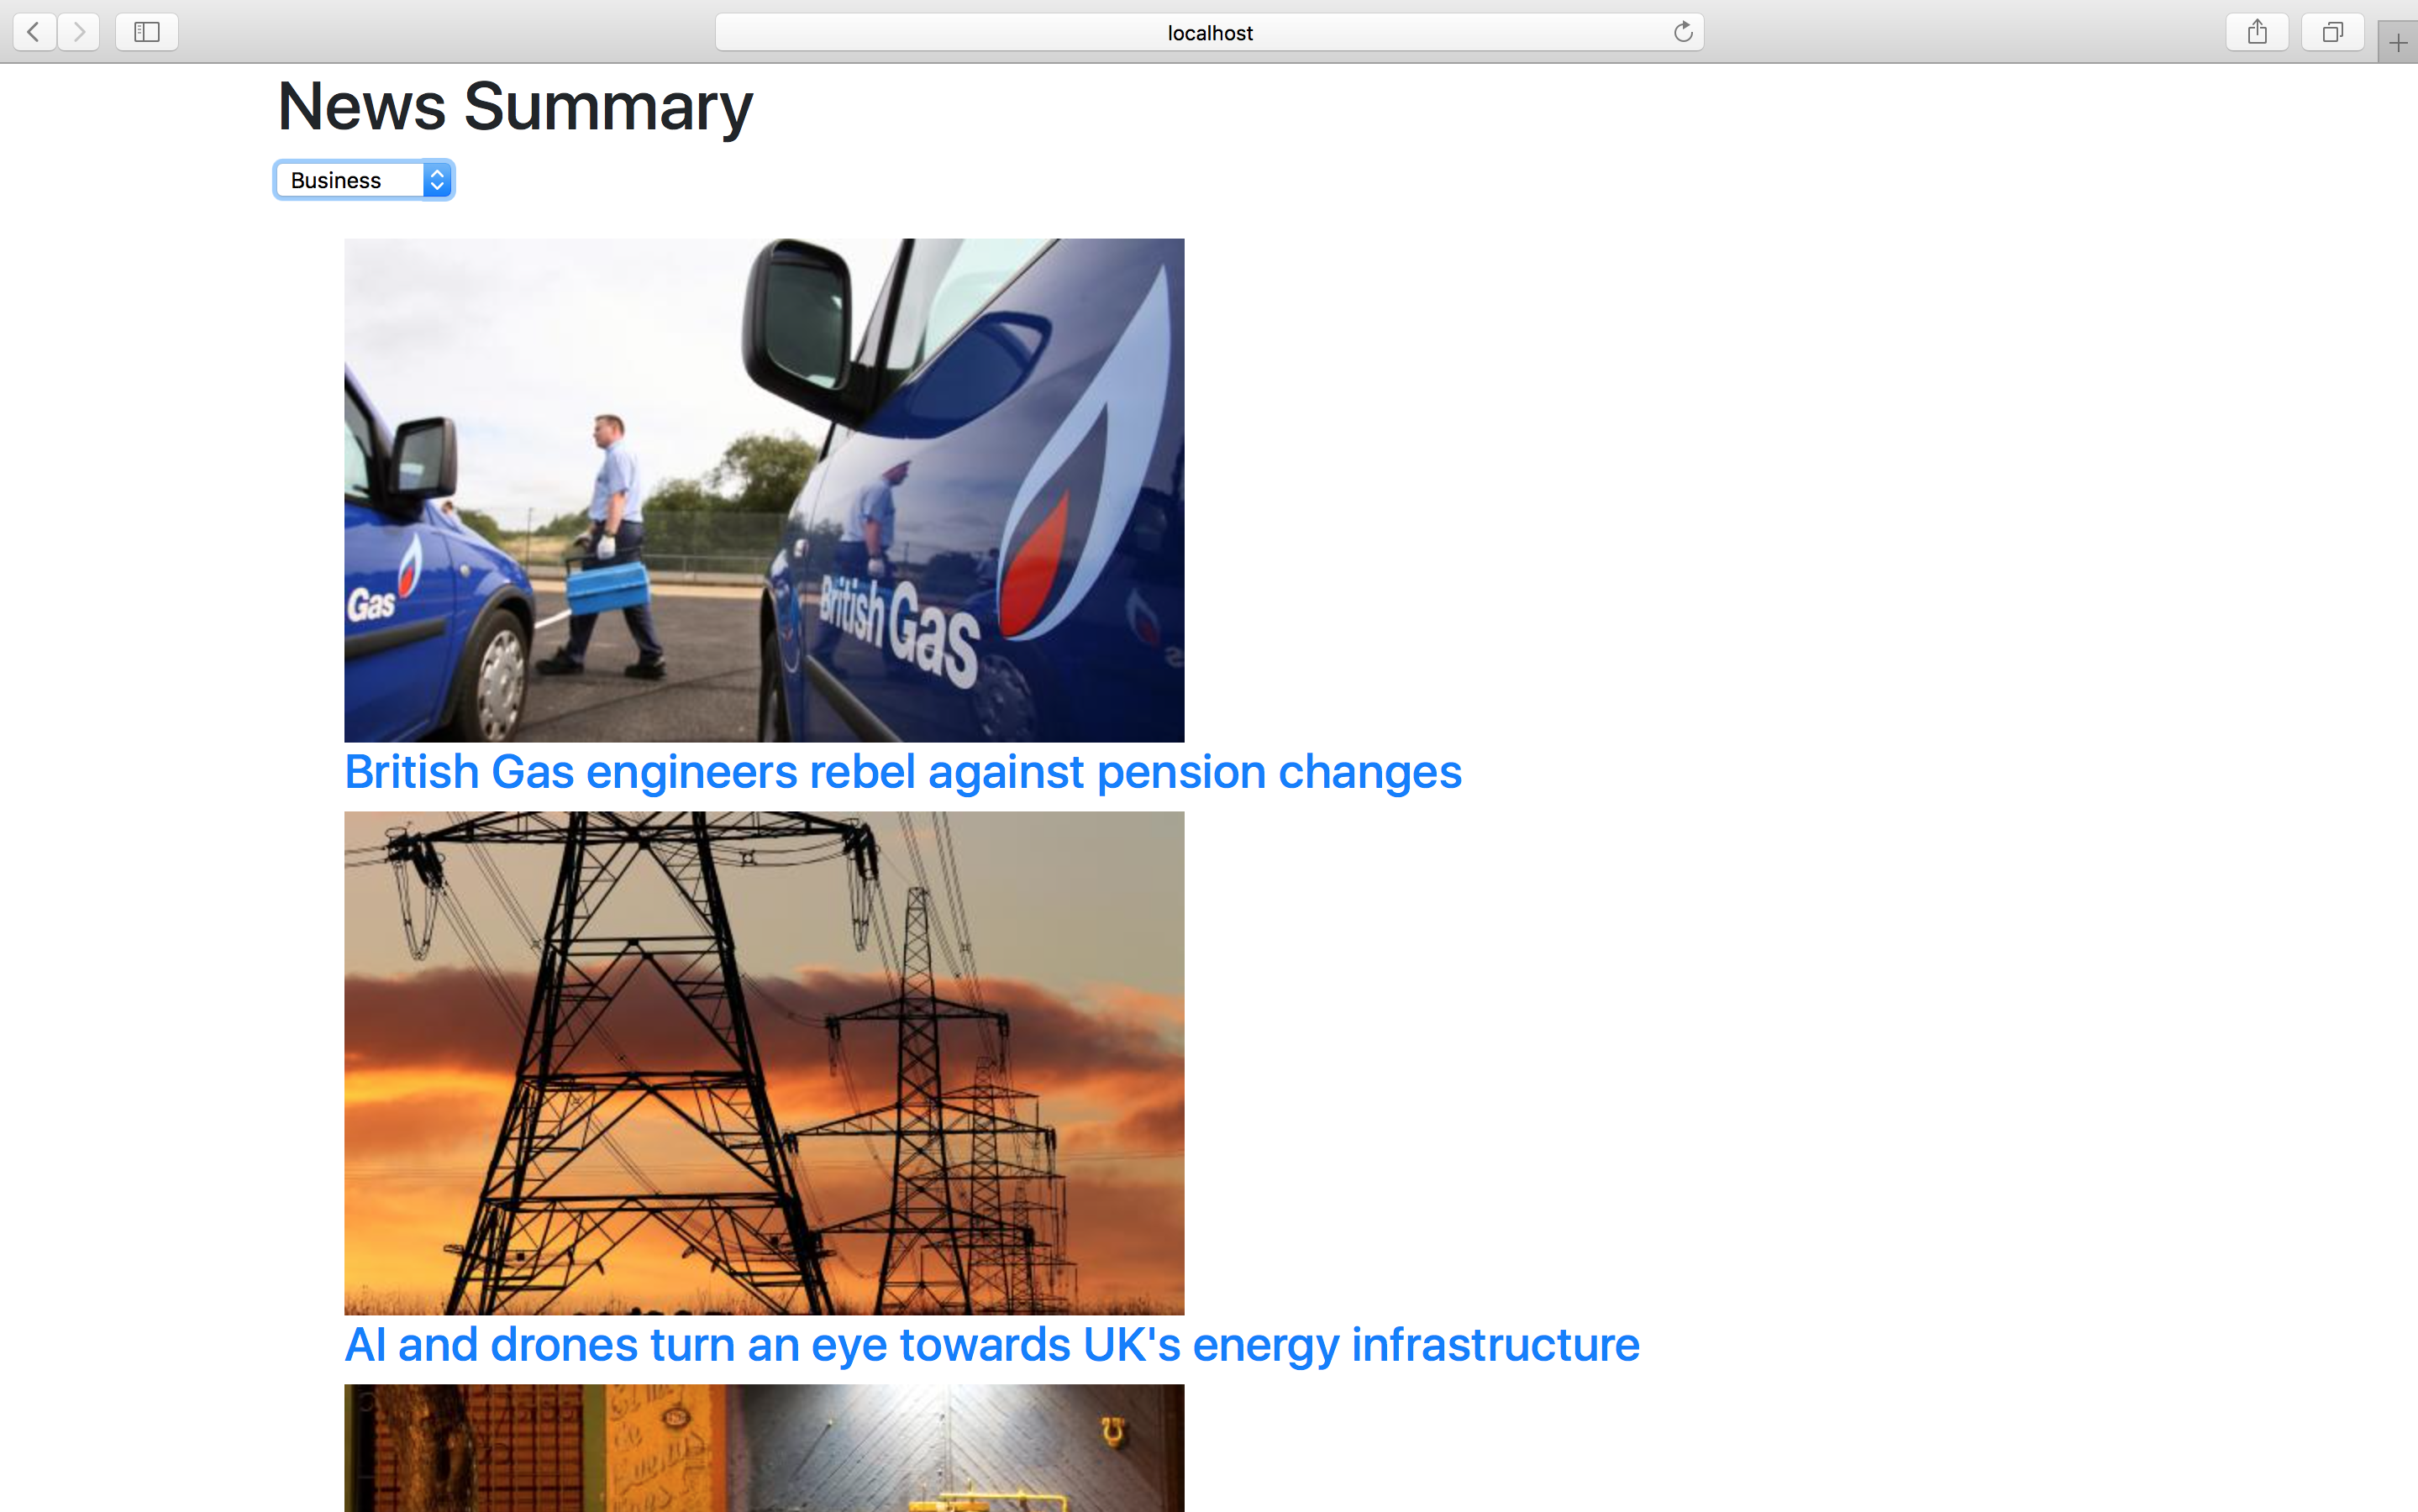 localhost
News Summary
Business
Gas
British Gas
British Gas engineers rebel against pension changes
AI and drones turn an eye towards UK's energy infrastructure